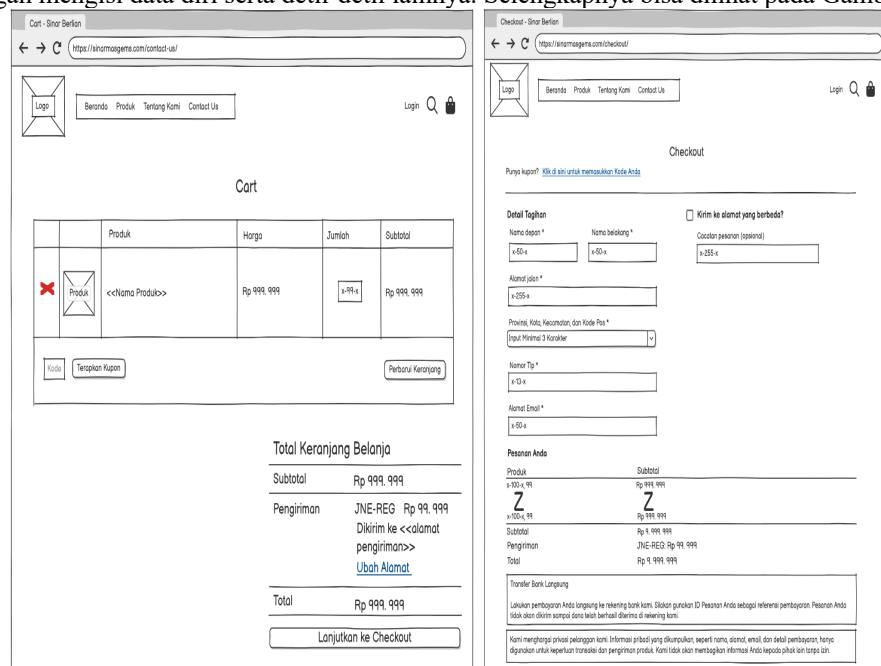 mengisi data diri serta detil-detil lainnya. Selengkapnya bisa dilihat pada
Cart - Sinar Berlian
https://sinarmasgems.com/contact-us/
Logo
Beranda Produk Tentang Kami Contact Us
Login
Cart
Produk Harga Jumlah Subtotal
Produk <<Nama Produk>> Rp 999. 999 x-99-x Rp 999. 999
Kode Terapkan Kupon Perbarui Keranjang
Total Keranjang Belanja
Subtotal Rp 999. 999
Pengiriman JNE-REG Rp 99. 999
Dikirim ke <<alamat
pengiriman>>
Ubah Alamat
Total Rp 999. 999
Lanjutkan ke Checkout
Checkout - Sinar Berlian
https://sinarmasgems.com/checkout/
Logo
Beranda Produk Tentang Kami Contact Us
Login
Checkout
Punya kupon? Klik di sini untuk memasukkan Kode Anda
Detail Tagihan
Kirim ke alamat yang berbeda?
Nama depan * Nama belakang *
Catatan pesanan (opsional)
x-50-x x-50-x
x-255-x
Alamat jalan *
x-255-x
Provinsi, Kota, Kecamatan, dan Kode Pos *
Input Minimal 3 Karakter
Nomor Tlp *
x-13-x
Alamat Email *
x-50-x
Pesanan Anda
Produk Subtotal
x-100-x, 99 Rp 999. 999
Z Z
x-100-x, 99 Rp 999. 999
Subtotal Rp 9. 999. 999
Pengiriman JNE-REG: Rp 99. 999
Total Rp 9. 999. 999
Transfer Bank Langsung
Lakukan pembayaran Anda langsung ke rekening bank kami. Silakan gunakan ID Pesanan Anda sebagai referensi pembayaran. Pesanan Anda
tidak akan dikirim sampai dana telah berhasil diterima di rekening kami.
Kami menghargai privasi pelanggan kami. Informasi pribadi yang dikumpulkan, seperti nama, alamat, email, dan detail pembayaran, hanya
digunakan untuk keperluan transaksi dan pengiriman produk. Kami tidak akan membagikan informasi Anda kepada pihak lain tanpa izin.